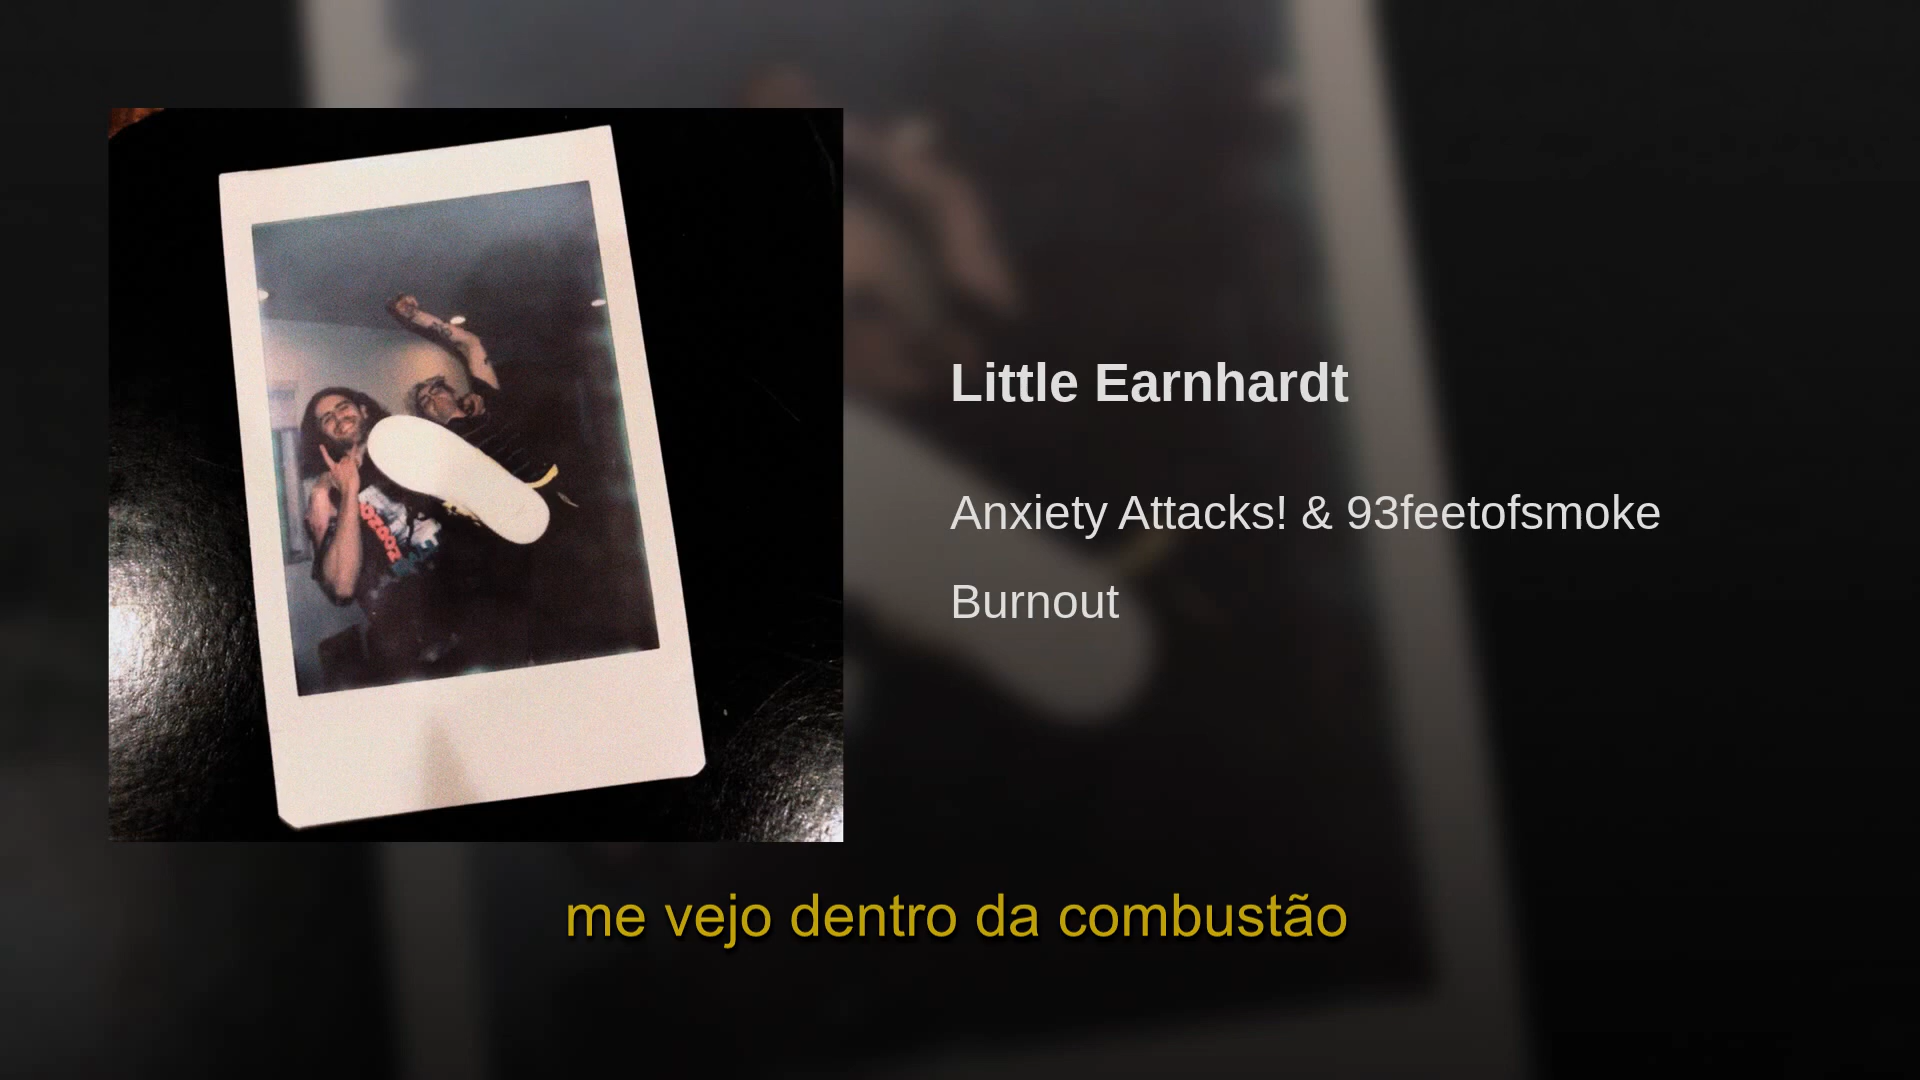 Little Earnhardt
Anxiety Attacks! & 93feetofsmoke
Burnout
me vejo dentro da combustão